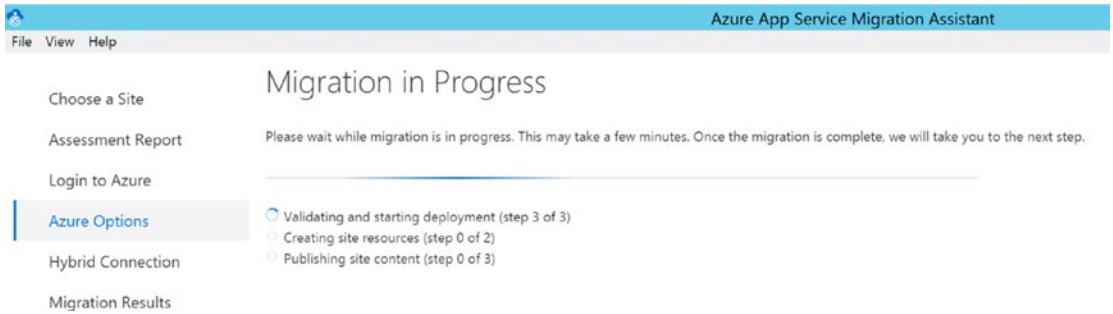 Azure App Service Migration Assistant
File View Help
Choose a Site
Assessment Report
Login to Azure
Azure Options
Hybrid Connection
Migration Results
Migration in Progress
Please wait while migration is in progress. This may take a few minutes. Once the migration is complete, we will take you to the next step.
Validating and starting deployment (step 3 of 3)
Creating site resources (step 0 of 2)
Publishing site content (step 0 of 3)